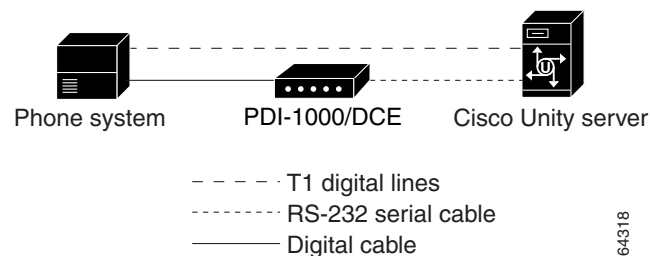 U
Phone system
PDI-1000/DCE
Cisco Unity server
T1 digital lines
RS-232 serial cable
Digital cable
64318